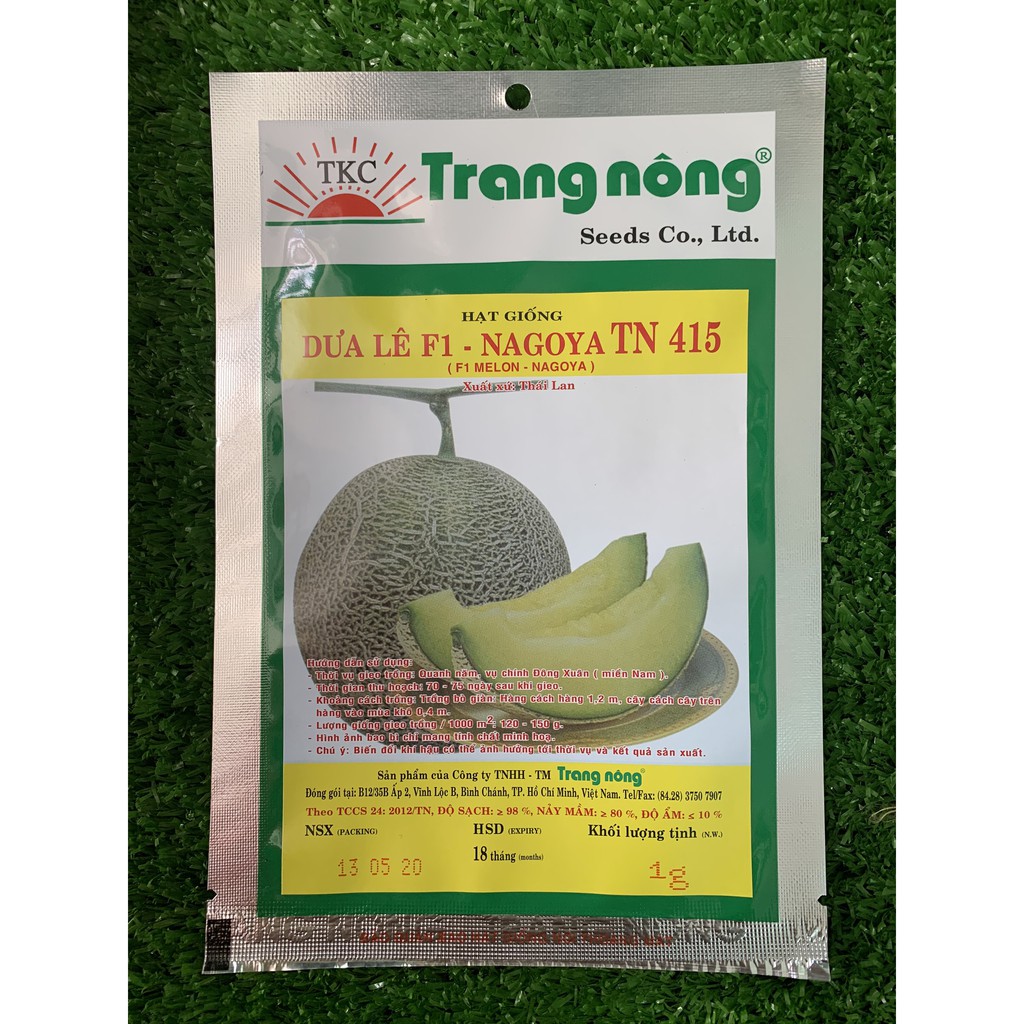 TKC
Trang nông®
Seeds Co., Ltd.
HẠT GIỐNG
DƯA LÊ F1 - NAGOYA TN 415
( F1 MELON - NAGOYA )
Xuất xứ: Thái Lan
Hướng dẫn sử dụng:
- Thời vụ gieo trồng: Quanh năm, vụ chính Đông Xuân ( miền Nam ).
- Thời gian thu hoạch: 70 - 75 ngày sau khi gieo.
- Khoảng cách trồng: Trồng bò giàn. Hàng cách hàng 1,2 m, cây cách cây trên
hàng vào mùa khô 0,4 m.
- Lượng giống gieo trồng / 1000 m²: 120 - 150 g.
- Hình ảnh bao bì chỉ mang tính chất minh hoạ.
- Chú ý: Biến đổi khí hậu có thể ảnh hưởng tới thời vụ và kết quả sản xuất.
Sản phẩm của Công ty TNHH - TM Trang nông®
Đóng gói tại: B12/35B Ấp 2, Vĩnh Lộc B, Bình Chánh, TP. Hồ Chí Minh, Việt Nam. Tel/Fax: (84.28) 3750 7907
Theo TCCS 24: 2012/TN, ĐỘ SẠCH: ≥ 98 %, NẢY MẦM: ≥ 80 %, ĐỘ ẨM: ≤ 10 %
NSX (PACKING) HSD (EXPIRY) Khối lượng tịnh (N.W.)
13 05 20 18 tháng (months) 1g